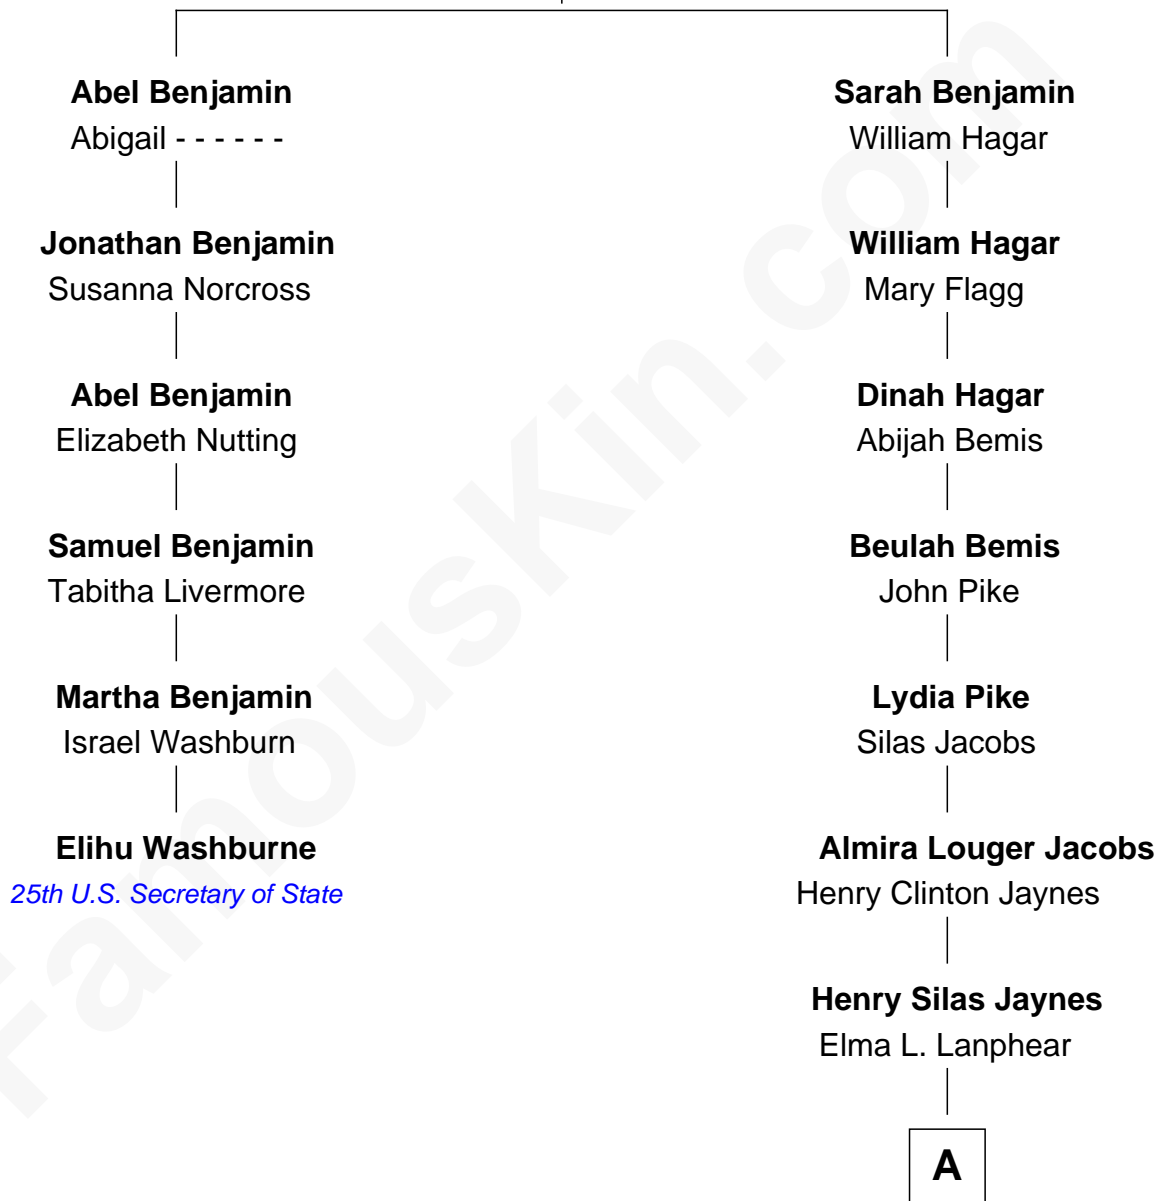 Abel Benjamin
Abigail - - - - - -
Sarah Benjamin
William Hagar
Jonathan Benjamin
Susanna Norcross
William Hagar
Mary Flagg
Abel Benjamin
Elizabeth Nutting
Dinah Hagar
Abijah Bemis
Samuel Benjamin
Tabitha Livermore
Beulah Bemis
John Pike
Martha Benjamin
Israel Washburn
Lydia Pike
Silas Jacobs
Elihu Washburne
25th U.S. Secretary of State
Almira Louger Jacobs
Henry Clinton Jaynes
Henry Silas Jaynes
Elma L. Lanphear
A
FamousKin.com